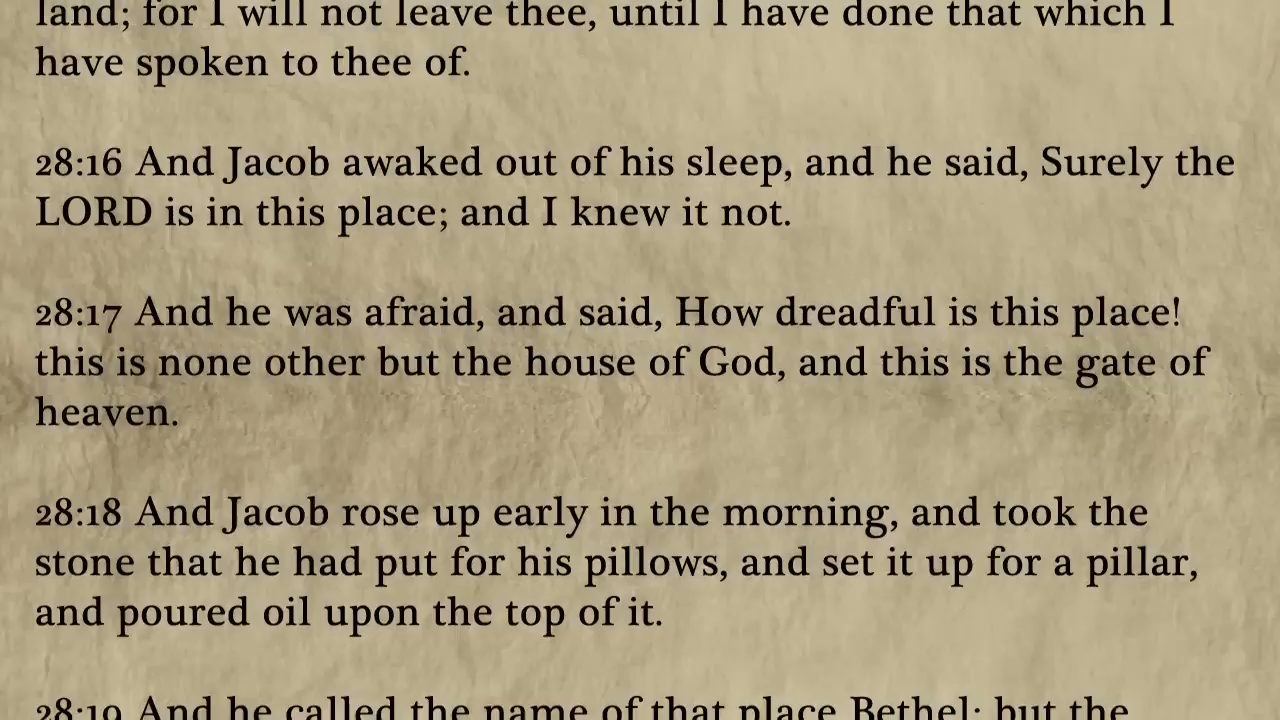 land; for I will not leave thee, until I have done that which I
have spoken to thee of.
28:16 And Jacob awaked out of his sleep, and he said, Surely the
LORD is in this place; and I knew it not.
28:17 And he was afraid, and said, How dreadful is this place!
this is none other but the house of God, and this is the gate of
heaven.
28:18 And Jacob rose up early in the morning, and took the
stone that he had put for his pillows, and set it up for a pillar,
and poured oil upon the top of it.
28:19 And he called the name of that place Bethel: but the